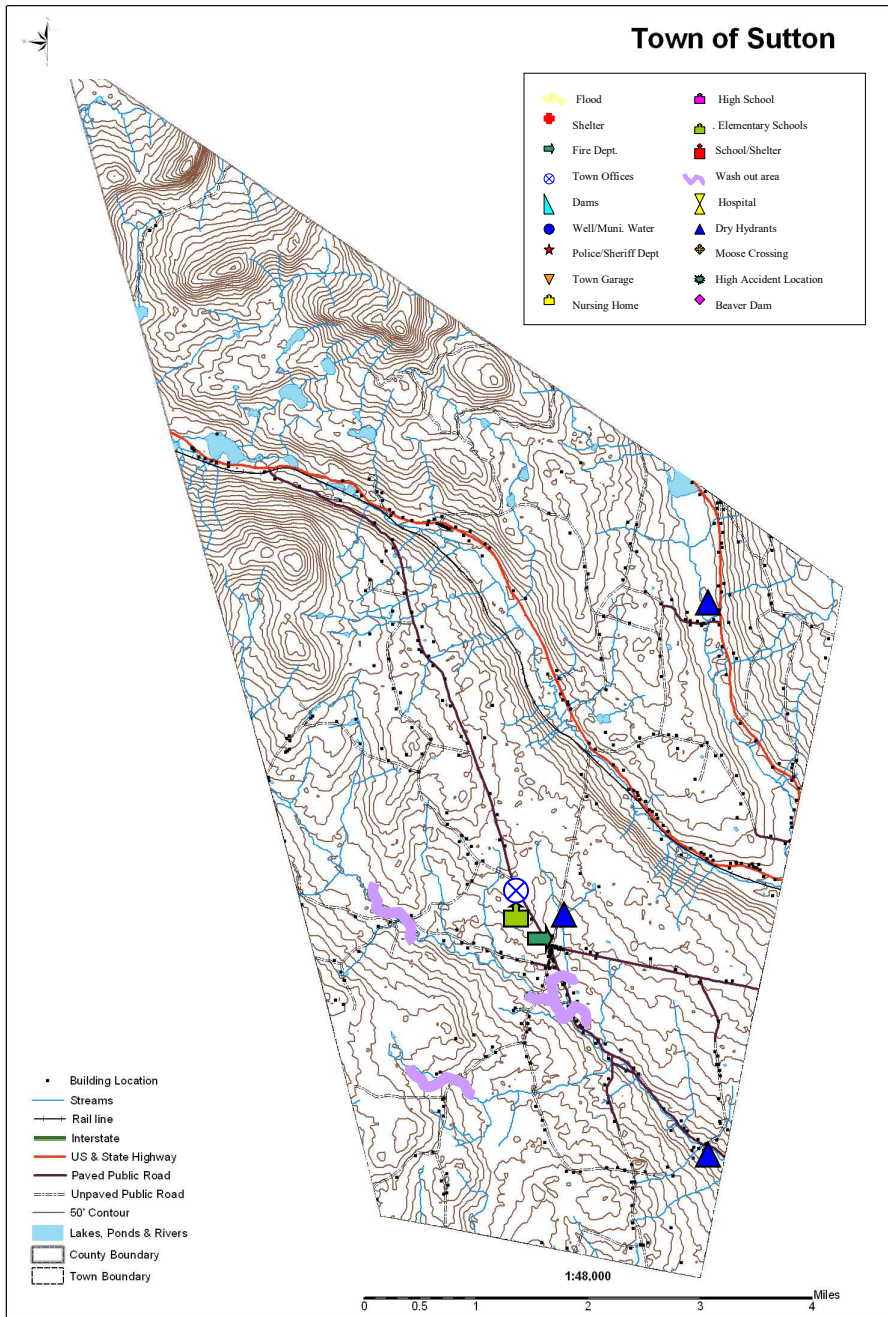 Town of Sutton
Flood
Shelter
Fire Dept.
Town Offices
Dams
Well/Muni. Water
Police/Sheriff Dept
Town Garage
Nursing Home
High School
. Elementary Schools
School/Shelter
Wash out area
Hospital
Dry Hydrants
Moose Crossing
High Accident Location
Beaver Dam
Building Location
Streams
Rail line
Interstate
US & State Highway
Paved Public Road
Unpaved Public Road
50' Contour
Lakes, Ponds & Rivers
County Boundary
Town Boundary
1:48,000
Miles
0 0.5 1 2 3 4